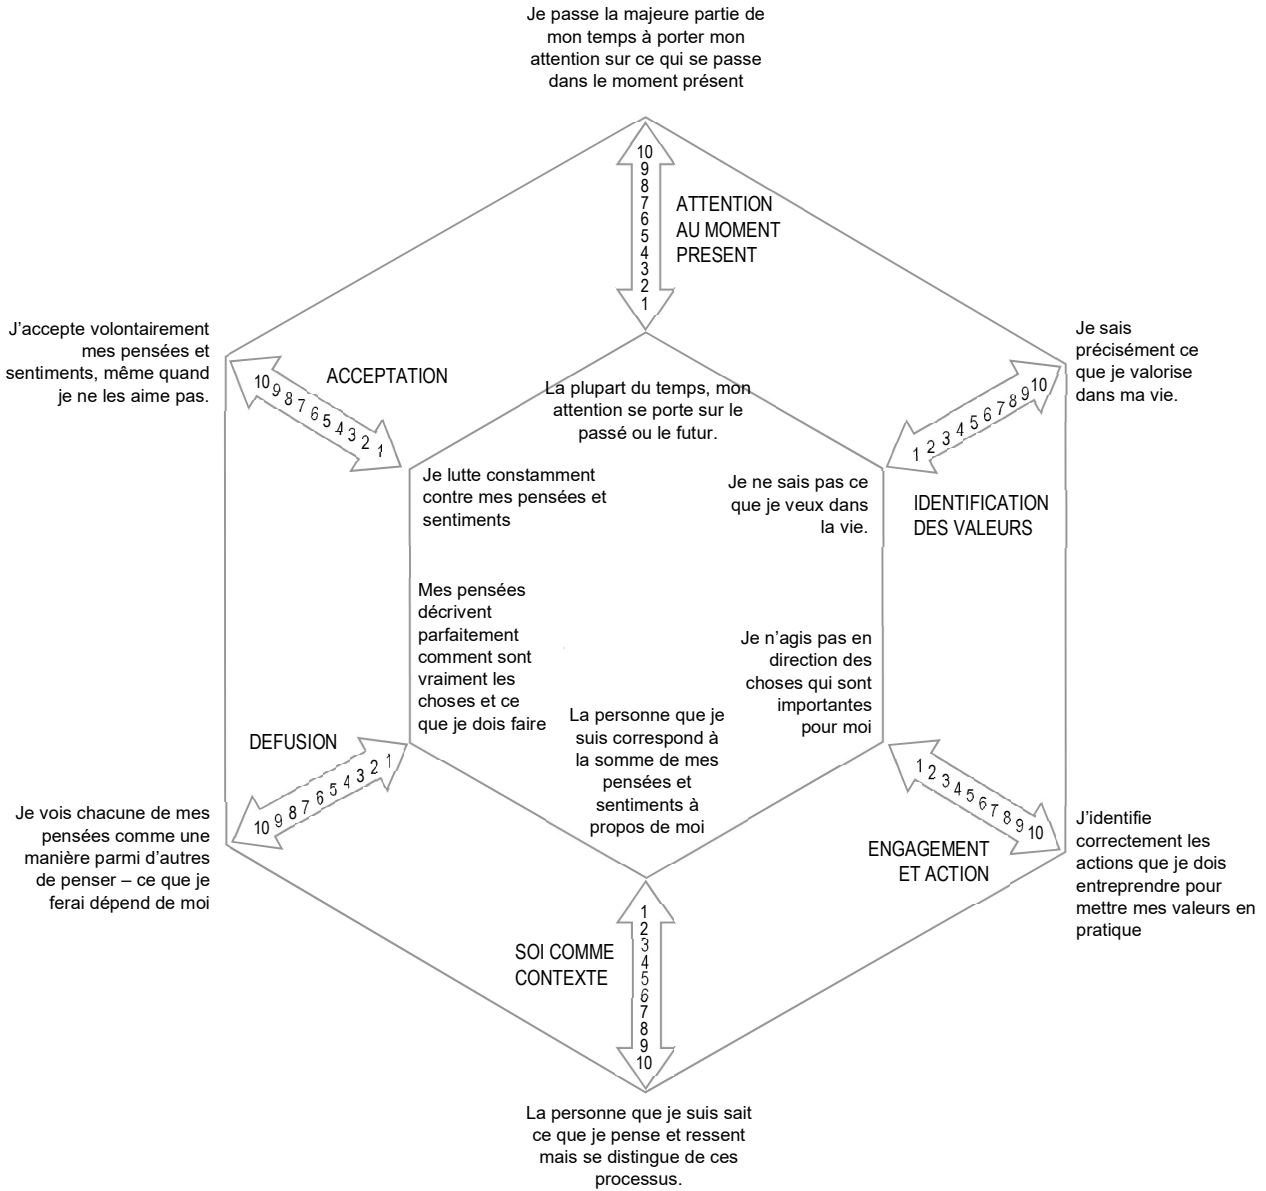 Je passe la majeure partie de
mon temps à porter mon
attention sur ce qui se passe
dans le moment présent
10
9
8
7
6
5
4
3
2
1
ATTENTION
AU MOMENT
PRESENT
J’accepte volontairement
mes pensées et
sentiments, même quand
je ne les aime pas.
10 9 8 7 6 5 4 3 2 1
ACCEPTATION
La plupart du temps, mon
attention se porte sur le
passé ou le futur.
Je sais
précisément ce
que je valorise
dans ma vie.
1 2 3 4 5 6 7 8 9 10
IDENTIFICATION
DES VALEURS
Je lutte constamment
contre mes pensées et
sentiments
Je ne sais pas ce
que je veux dans
la vie.
Mes pensées
décrivent
parfaitement
comment sont
vraiment les
choses et ce
que je dois faire
Je n’agis pas en
direction des
choses qui sont
importantes
pour moi
La personne que je
suis correspond à
la somme de mes
pensées et
sentiments à
propos de moi
DEFUSION
10 9 8 7 6 5 4 3 2 1
Je vois chacune de mes
pensées comme une
manière parmi d’autres
de penser – ce que je
ferai dépend de moi
1 2 3 4 5 6 7 8 9 10
ENGAGEMENT
ET ACTION
J’identifie
correctement les
actions que je dois
entreprendre pour
mettre mes valeurs en
pratique
SOI COMME
CONTEXTE
1
2
3
4
5
6
7
8
9
10
La personne que je suis sait
ce que je pense et ressent
mais se distingue de ces
processus.